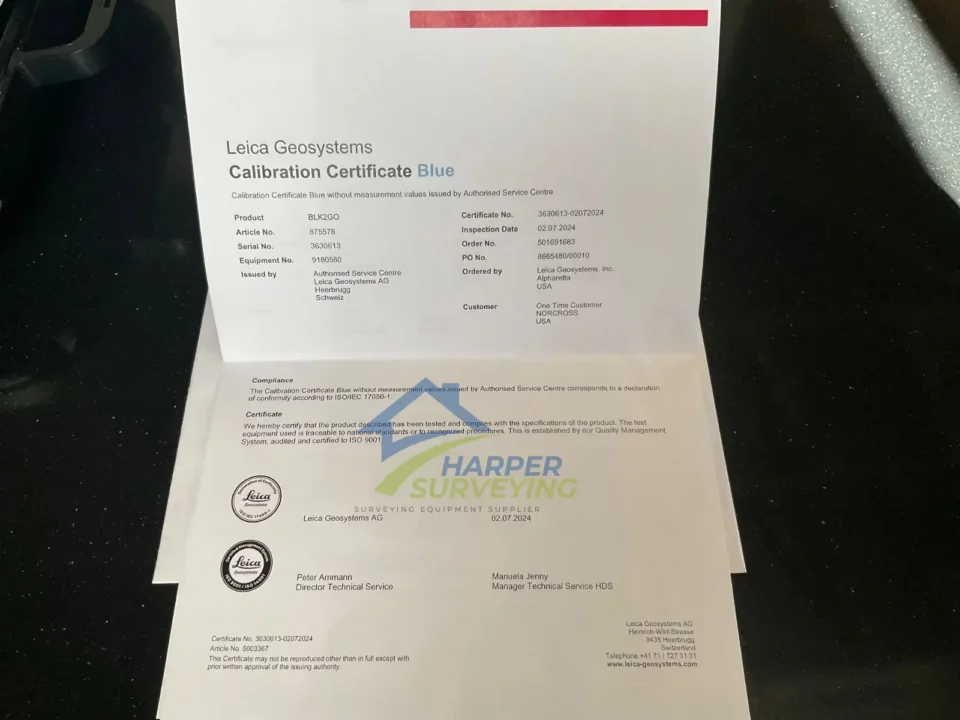 Leica Geosystems
Calibration Certificate Blue
Calibration Certificate Blue without measurement values issued by Authorised Service Centre
Product BLK2GO
Article No. 875578
Serial No. 3630613
Equipment No. 9180580
Issued by Authorised Service Centre
Leica Geosystems AG
Heerbrugg
Schweiz
Certificate No. 3630613-02072024
Inspection Date 02.07.2024
Order No. 501691683
PO No. 8665480/00010
Ordered by Leica Geosystems, Inc.
Alpharetta
USA
Customer One Time Customer
NORCROSS
USA
Compliance
The Calibration Certificate Blue without measurement values issued by Authorised Service Centre corresponds to a declaration
of conformity according to ISO/IEC 17050-1.
Certificate
We hereby certify that the product described has been tested and complies with the specifications of the product. The test
equipment used is traceable to national standards or to recognized procedures. This is established by our Quality Management
System, audited and certified to ISO 9001
HARPER
SURVEYING
SURVEYING EQUIPMENT SUPPLIER
Leica
Geosystems
Leica Geosystems AG 02.07.2024
Leica
Geosystems
Peter Ammann
Director Technical Service
Manuela Jenny
Manager Technical Service HDS
Certificate No. 3630613-02072024
Article No. 5003367
This Certificate may not be reproduced other than in full except with
prior written approval of the issuing authority.
Leica Geosystems AG
Heinrich-Wild-Strasse
9435 Heerbrugg
Switzerland
Telephone +41 71 / 727 31 31
www.leica-geosystems.com